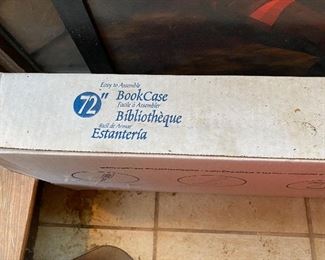 Easy to Assemble
72" BookCase
Facile à Assembler
Bibliothèque
Fácil de Armar
Estantería